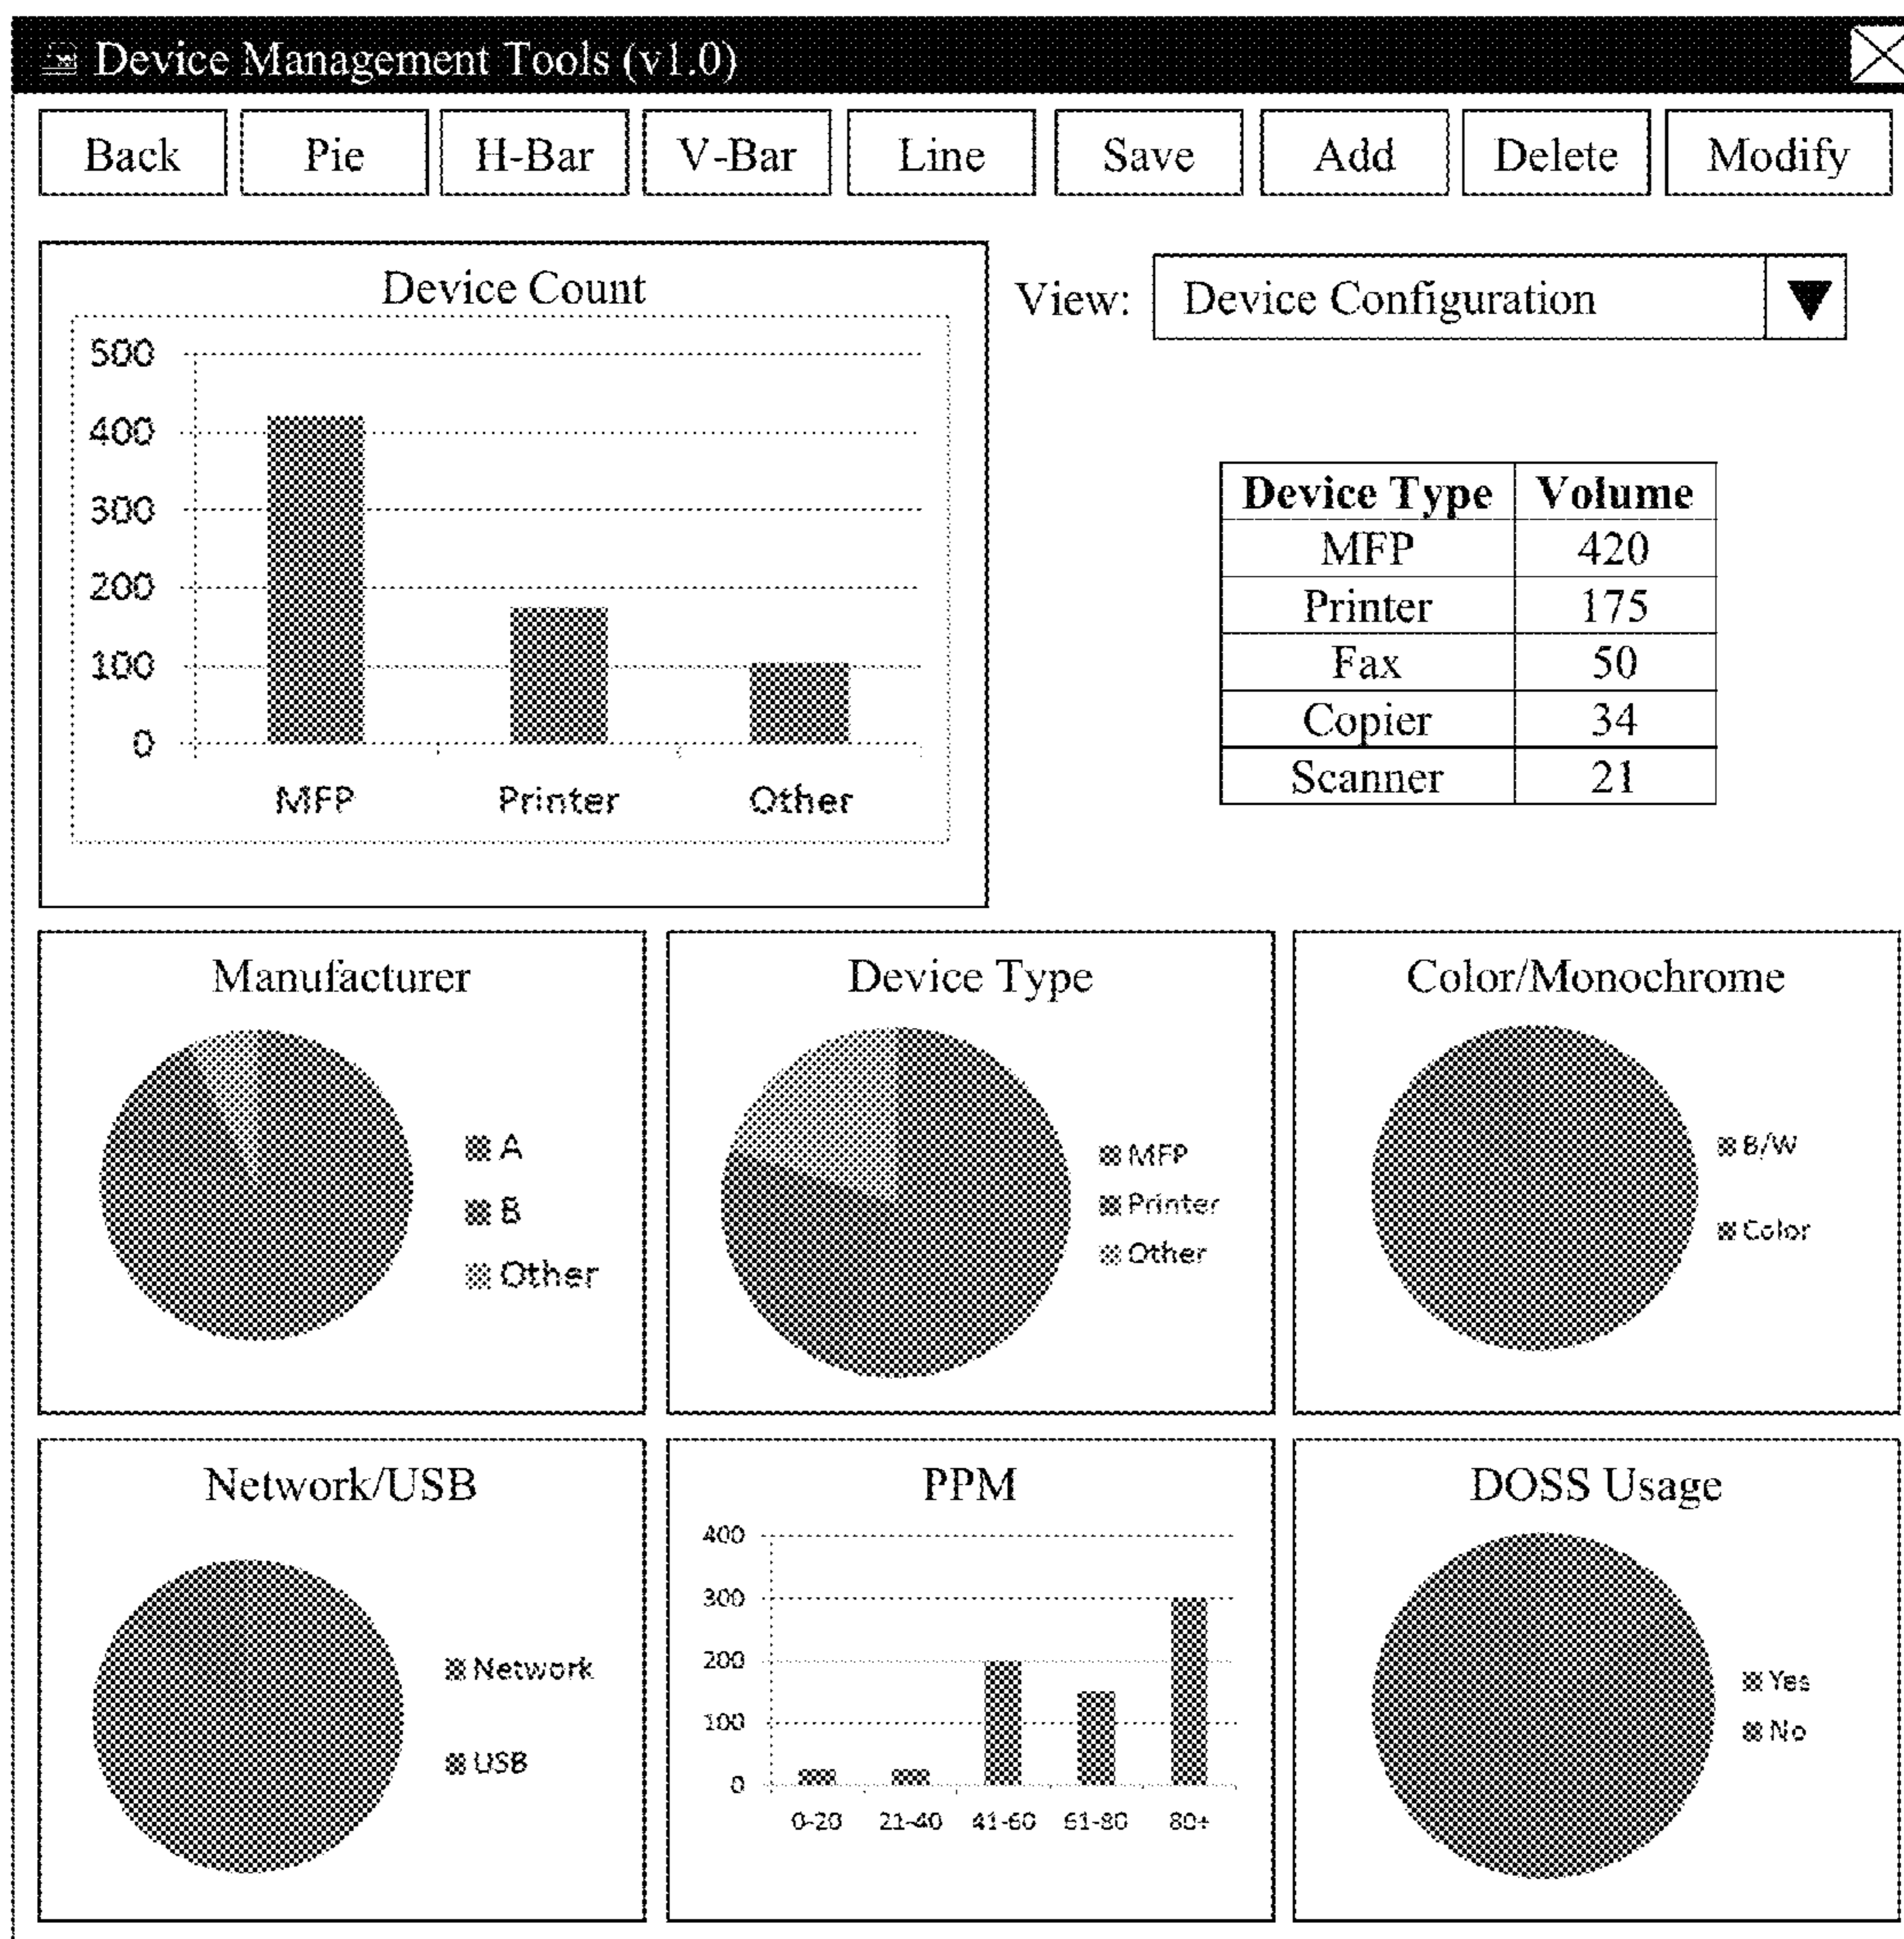 Device Management Tools (v1.0)
Back Pie H-Bar V-Bar Line Save Add Delete Modify
Device Count
500
400
300
200
100
0
MFP Printer Other
View: Device Configuration
Device Type Volume
MFP 420
Printer 175
Fax 50
Copier 34
Scanner 21
Manufacturer
A
B
Other
Device Type
MFP
Printer
Other
Color/Monochrome
B/W
Color
Network/USB
Network
USB
PPM
400
300
200
100
0
0-20 21-40 41-60 61-80 80+
DOSS Usage
Yes
No